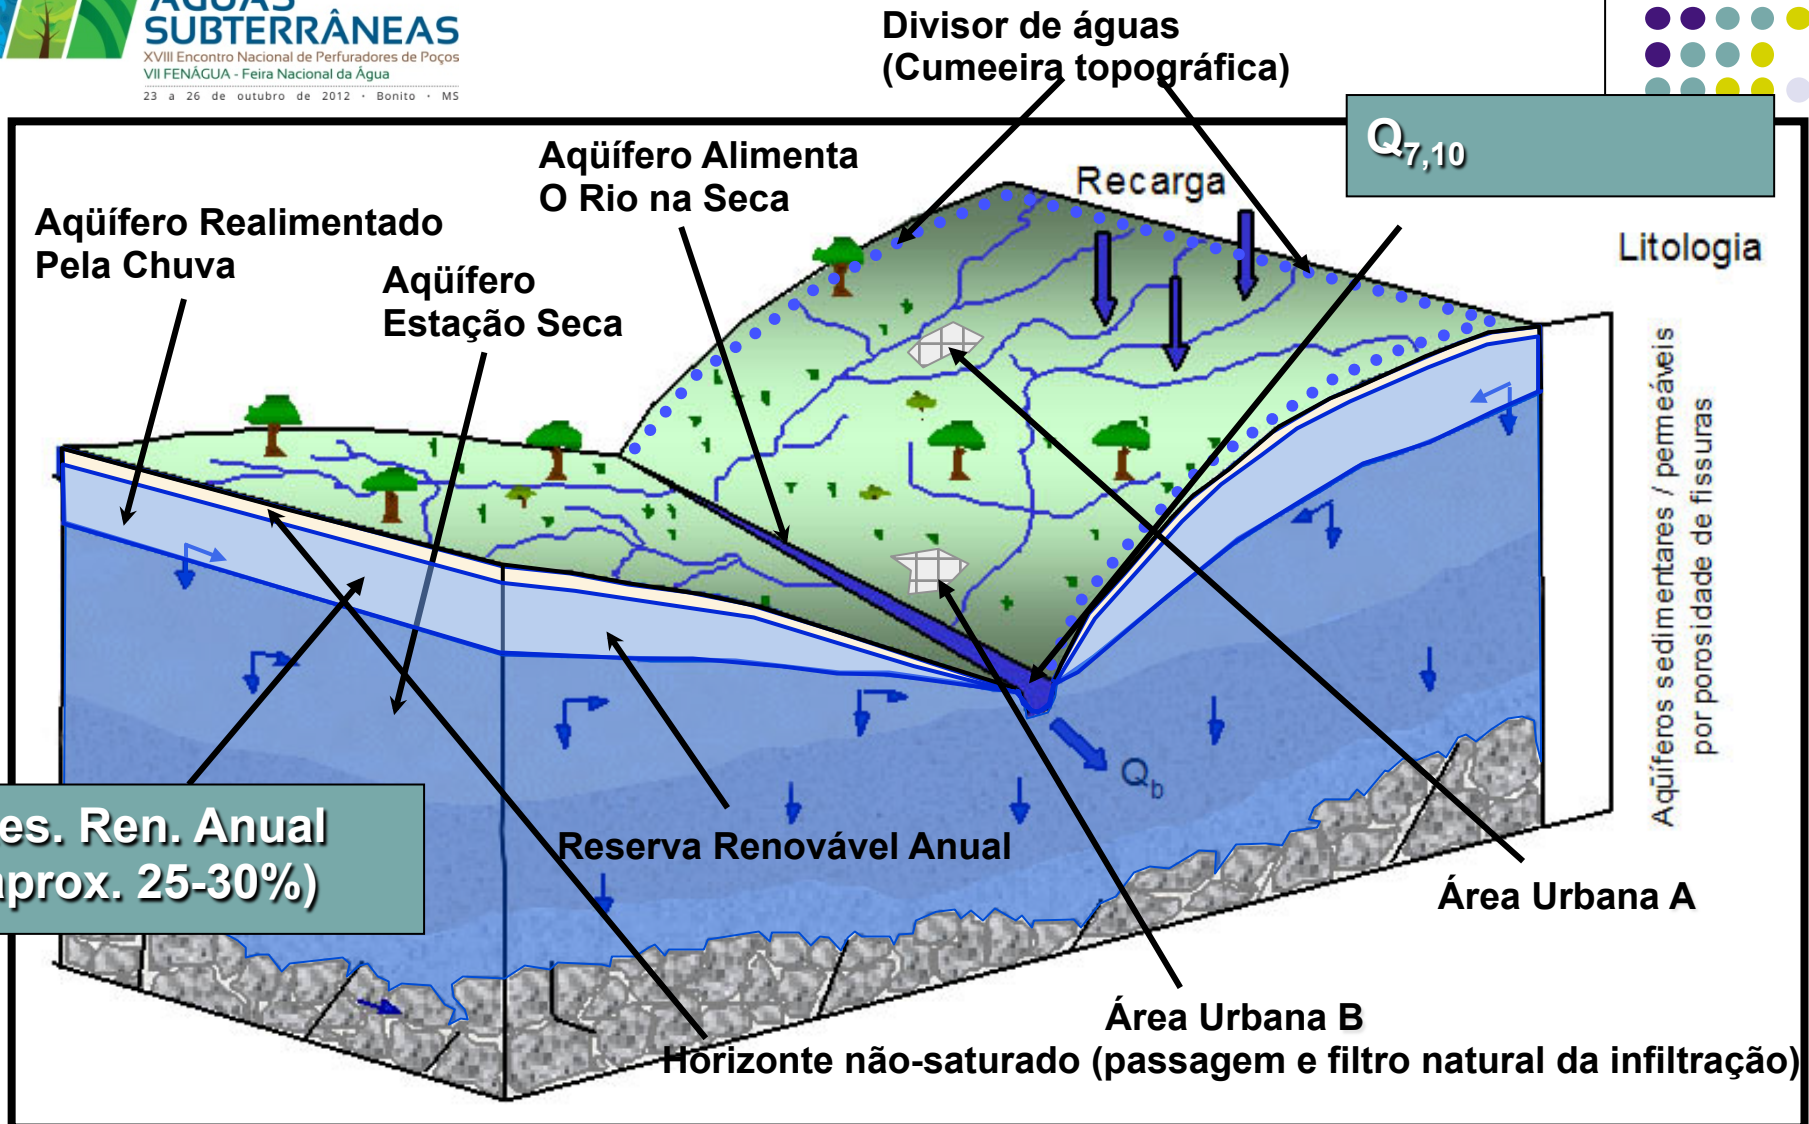 ÁGUAS
SUBTERRÂNEAS
XVIII Encontro Nacional de Perfuradores de Poços
VII FENÁGUA - Feira Nacional da Água
23 a 26 de outubro de 2012 · Bonito · MS
Divisor de águas
(Cumeeira topográfica)
Q7,10
Aqüífero Alimenta
O Rio na Seca
Recarga
Aqüífero Realimentado
Pela Chuva
Litologia
Aqüífero
Estação Seca
Aqüíferos sedimentares / permeáveis
por porosidade de fissuras
Qb
es. Ren. Anual
aprox. 25-30%)
Reserva Renovável Anual
Área Urbana A
Área Urbana B
Horizonte não-saturado (passagem e filtro natural da infiltração)